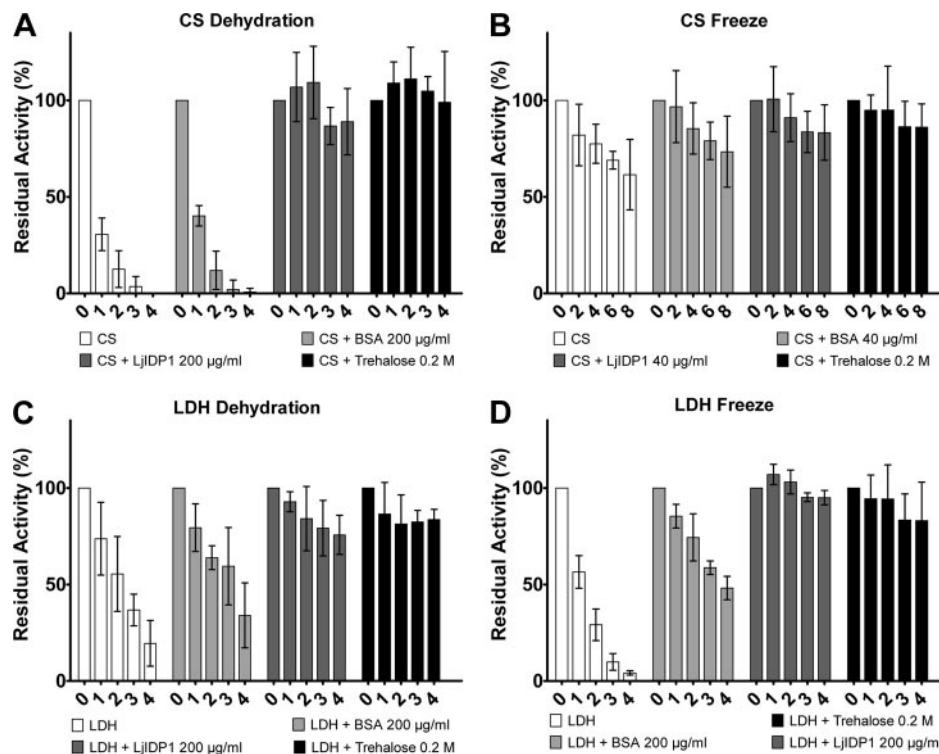 A
CS Dehydration
Residual Activity (%)
100
50
0
0 1 2 3 4 0 1 2 3 4 0 1 2 3 4 0 1 2 3 4
CS
CS + BSA 200 µg/ml
CS + LjIDP1 200 µg/ml
CS + Trehalose 0.2 M
B
CS Freeze
Residual Activity (%)
100
50
0
0 2 4 6 8 0 2 4 6 8 0 2 4 6 8 0 2 4 6 8
CS
CS + BSA 40 µg/ml
CS + LjIDP1 40 µg/ml
CS + Trehalose 0.2 M
C
LDH Dehydration
Residual Activity (%)
100
50
0
0 1 2 3 4 0 1 2 3 4 0 1 2 3 4 0 1 2 3 4
LDH
LDH + BSA 200 µg/ml
LDH + LjIDP1 200 µg/ml
LDH + Trehalose 0.2 M
D
LDH Freeze
Residual Activity (%)
100
50
0
0 1 2 3 4 0 1 2 3 4 0 1 2 3 4 0 1 2 3 4
LDH
LDH + Trehalose 0.2 M
LDH + BSA 200 µg/ml
LDH + LjIDP1 200 µg/m